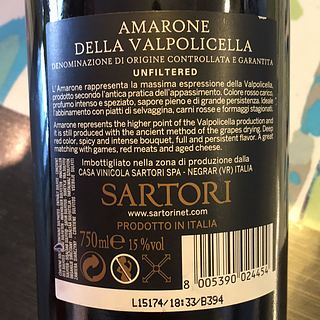 AMARONE
DELLA VALPOLICELLA
DENOMINAZIONE DI ORIGINE CONTROLLATA E GARANTITA
UNFILTERED
L'Amarone rappresenta la massima espressione della Valpolicella,
prodotto secondo l'antica pratica dell'appassimento. Colore rosso carico,
profumo intenso e speziato, sapore pieno e di grande persistenza. Ideale
l'abbinamento con piatti di selvaggina, carni rosse e formaggi stagionati.
Amarone represents the higher point of the Valpolicella production and
it is still produced with the ancient method of the grapes drying. Deep
red color, spicy and intense bouquet, full and persistent flavor. A great
matching with games, red meats and aged cheese.
Imbottigliato nella zona di produzione dalla
CASA VINICOLA SARTORI SPA - NEGRAR (VR) ITALIA
SARTORI
www.sartorinet.com
PRODUCT OF ITALY
750ml e 15% vol
8 005390 024454
L15174/18:33/B394